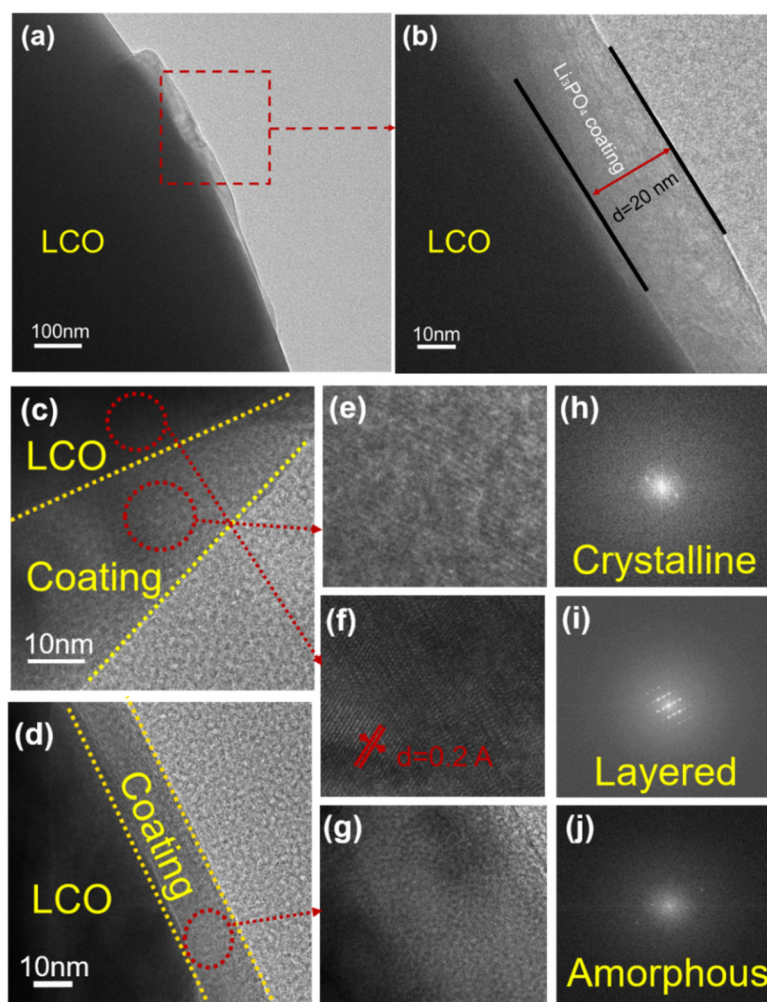 (a)
LCO
100nm
(b)
Li₃PO₄ coating
d=20 nm
LCO
10nm
(c)
LCO
Coating
10nm
(d)
Coating
LCO
10nm
(e)
(f)
d=0.2 A
(g)
(h)
Crystalline
(i)
Layered
(j)
Amorphous